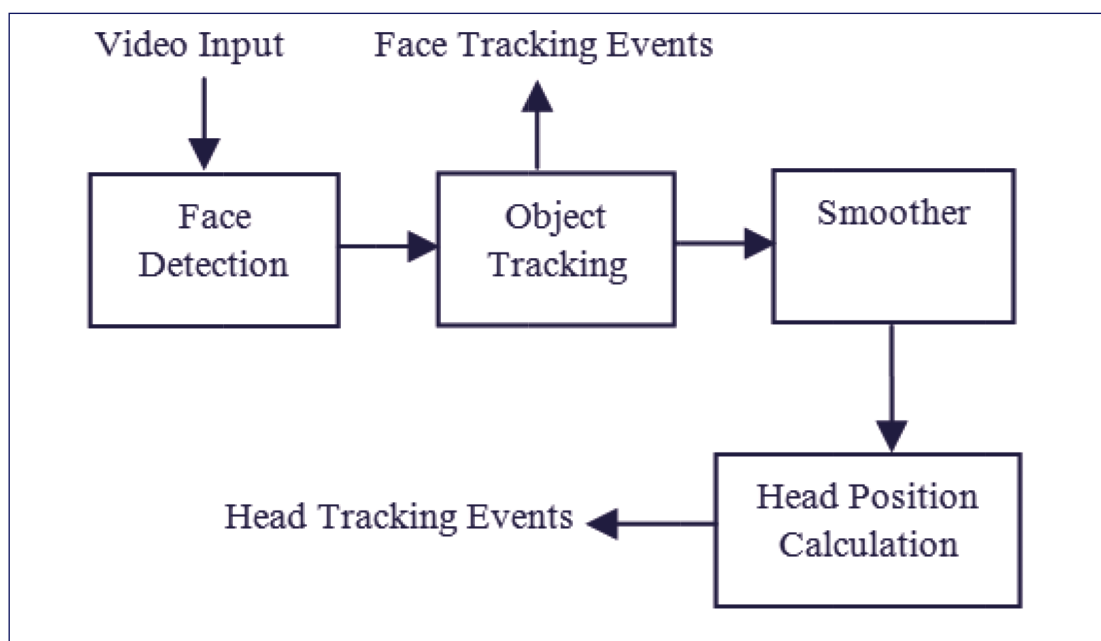 Video Input
Face Tracking Events
Face
Detection
Object
Tracking
Smoother
Head Position
Calculation
Head Tracking Events